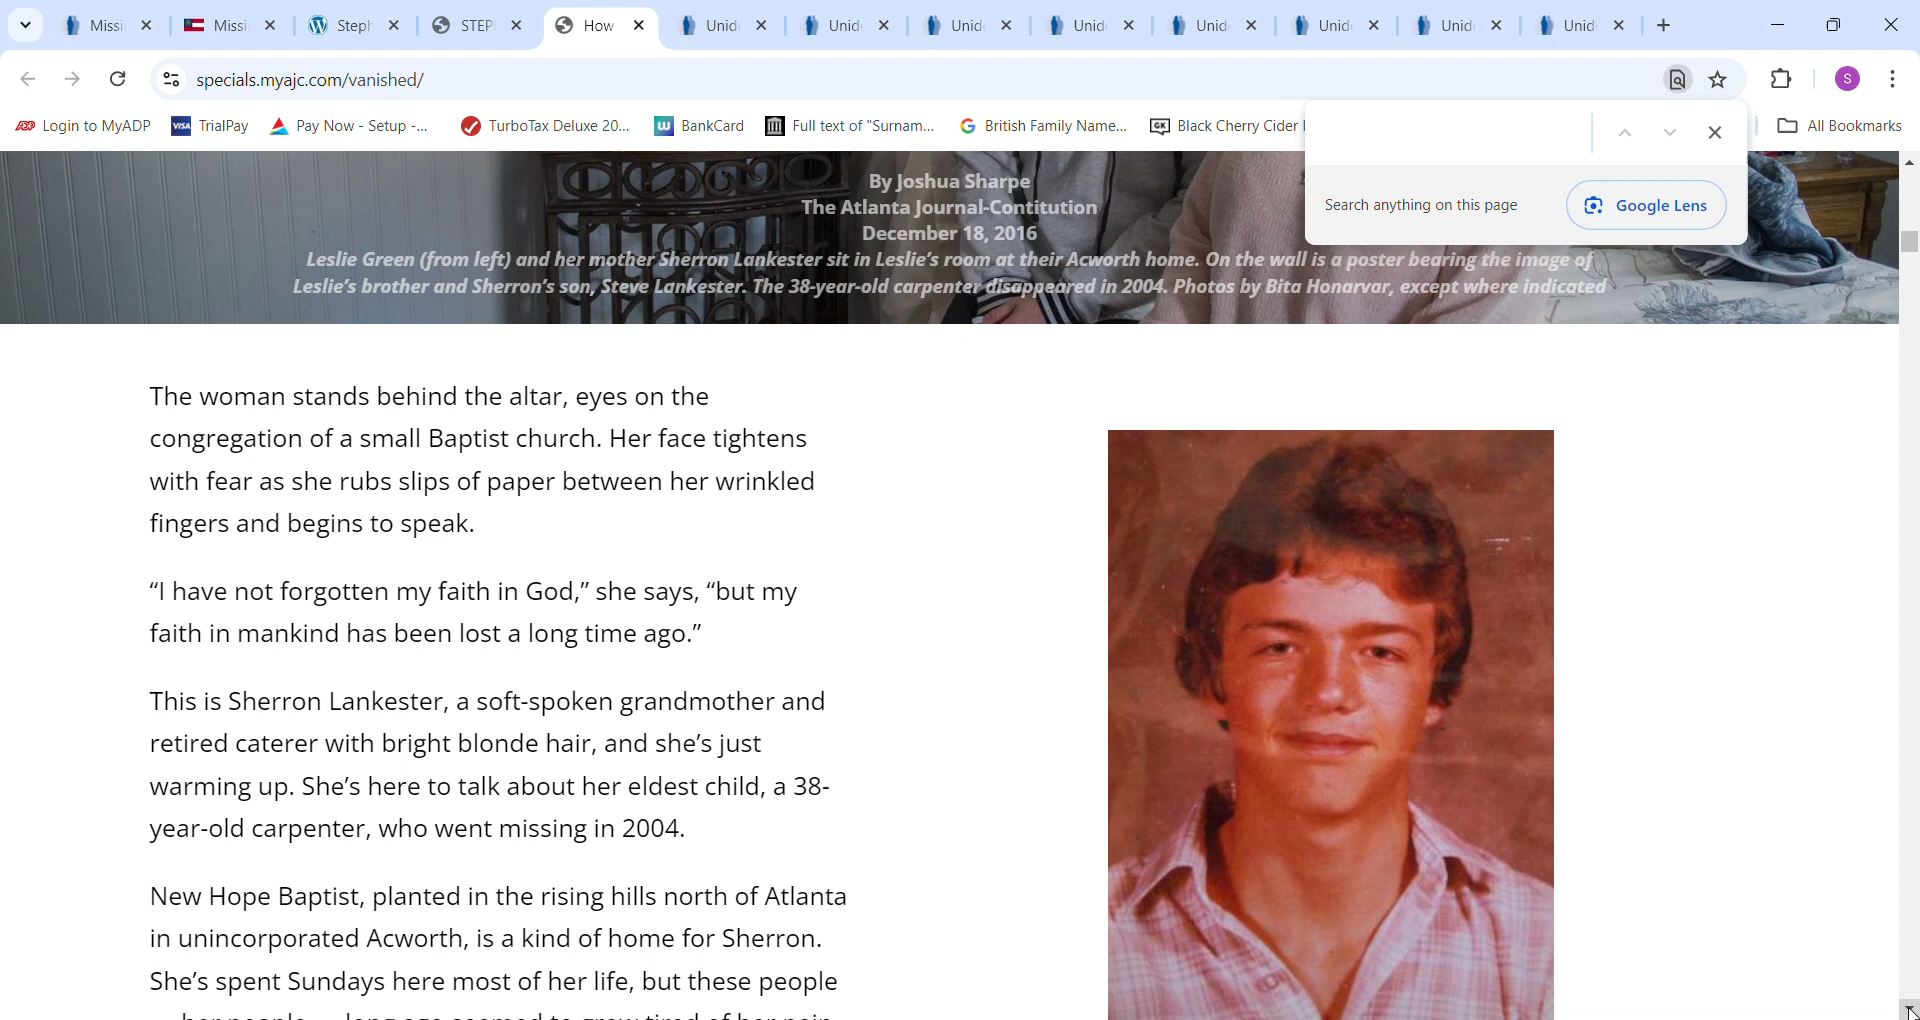 Missi
Missi
Steph
STEP
How
Unid
Unid
Unid
Unid
Unid
Unid
Unid
Unid
specials.myajc.com/vanished/
S
Login to MyADP
VISA
TrialPay
Pay Now - Setup -...
TurboTax Deluxe 20...
BankCard
Full text of "Surnam...
British Family Name...
GK
Black Cherry Cider
All Bookmarks
Search anything on this page
Google Lens
By Joshua Sharpe
The Atlanta Journal-Contitution
December 18, 2016
Leslie Green (from left) and her mother Sherron Lankester sit in Leslie’s room at their Acworth home. On the wall is a poster bearing the image of
Leslie’s brother and Sherron’s son, Steve Lankester. The 38-year-old carpenter disappeared in 2004. Photos by Bita Honarvar, except where indicated
The woman stands behind the altar, eyes on the
congregation of a small Baptist church. Her face tightens
with fear as she rubs slips of paper between her wrinkled
fingers and begins to speak.
“I have not forgotten my faith in God,” she says, “but my
faith in mankind has been lost a long time ago.”
This is Sherron Lankester, a soft-spoken grandmother and
retired caterer with bright blonde hair, and she’s just
warming up. She’s here to talk about her eldest child, a 38-
year-old carpenter, who went missing in 2004.
New Hope Baptist, planted in the rising hills north of Atlanta
in unincorporated Acworth, is a kind of home for Sherron.
She’s spent Sundays here most of her life, but these people